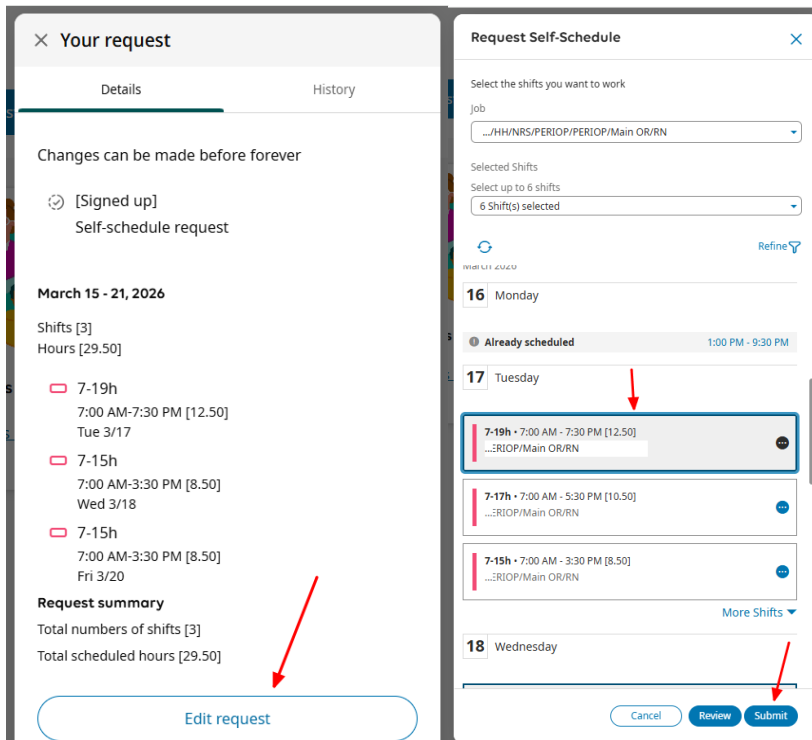 Your request
Details
History
Changes can be made before forever
[Signed up]
Self-schedule request
March 15 - 21, 2026
Shifts [3]
Hours [29.50]
7-19h
7:00 AM-7:30 PM [12.50]
Tue 3/17
7-15h
7:00 AM-3:30 PM [8.50]
Wed 3/18
7-15h
7:00 AM-3:30 PM [8.50]
Fri 3/20
Request summary
Total numbers of shifts [3]
Total scheduled hours [29.50]
Edit request
Request Self-Schedule
Select the shifts you want to work
Job
.../HH/NRS/PERIOP/PERIOP/Main OR/RN
Selected Shifts
Select up to 6 shifts
6 Shift(s) selected
Refine
March 2026
16 Monday
Already scheduled
1:00 PM - 9:30 PM
17 Tuesday
7-19h • 7:00 AM - 7:30 PM [12.50]
...ERIOP/Main OR/RN
7-17h • 7:00 AM - 5:30 PM [10.50]
...ERIOP/Main OR/RN
7-15h • 7:00 AM - 3:30 PM [8.50]
...ERIOP/Main OR/RN
More Shifts
18 Wednesday
Cancel
Review
Submit